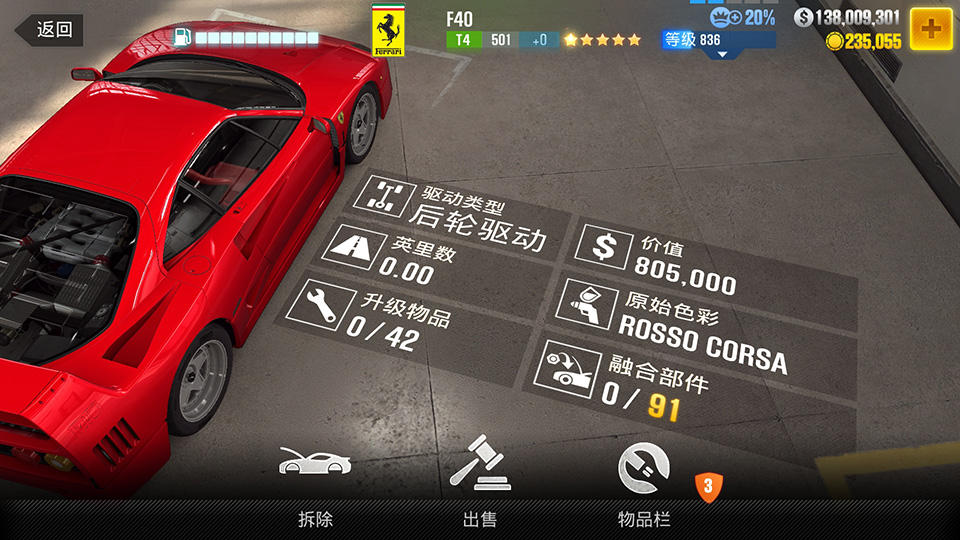 返回
Ferrari
F40
T4 501 +0
20%
等级 836
138,009,301
235,055
驱动类型
后轮驱动
英里数
0.00
升级物品
0 / 42
价值
805,000
原始色彩
ROSSO CORSA
融合部件
0 / 91
拆除
出售
物品栏
3